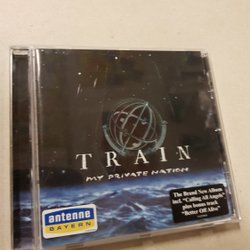 TRAIN
MY PRIVATE NATION
antenne
BAYERN
The Brand New Album
incl. "Calling All Angels"
plus bonus track
"Better Off Alive"